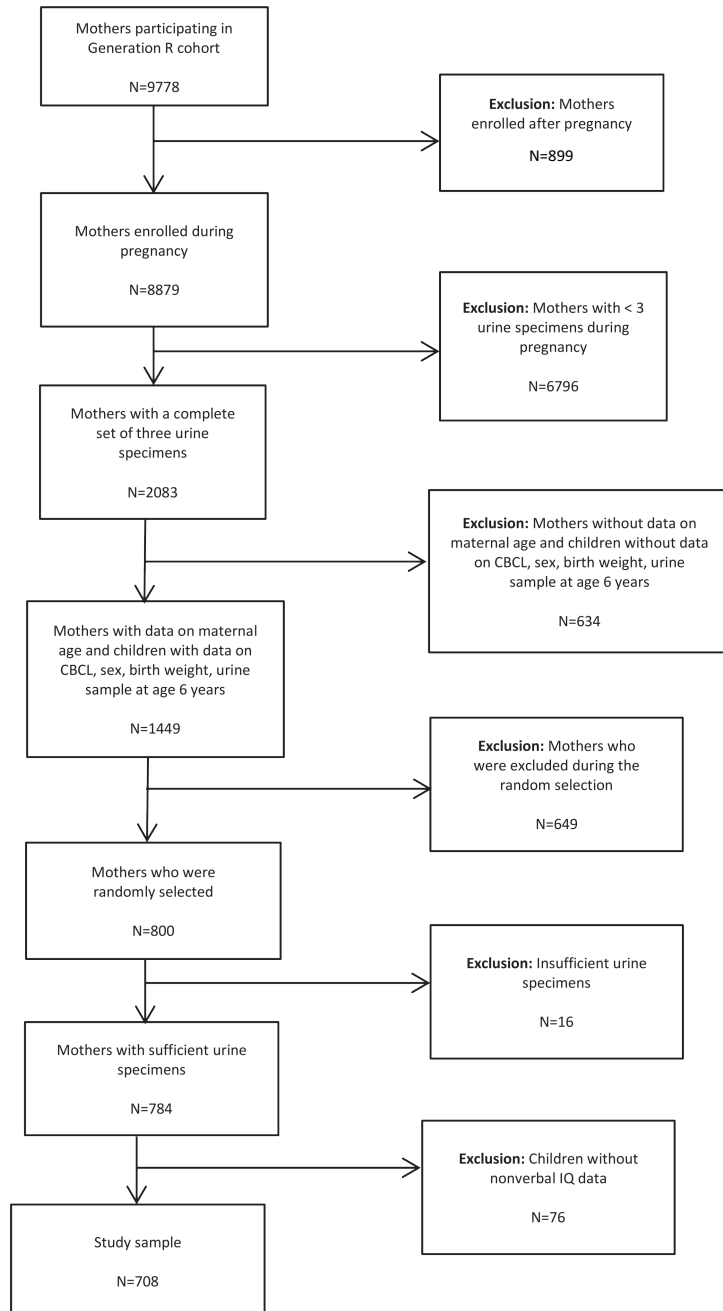 Mothers participating in
Generation R cohort
N=9778
Exclusion: Mothers
enrolled after pregnancy
N=899
Mothers enrolled during
pregnancy
N=8879
Exclusion: Mothers with < 3
urine specimens during
pregnancy
N=6796
Mothers with a complete
set of three urine
specimens
N=2083
Exclusion: Mothers without data on
maternal age and children without data
on CBCL, sex, birth weight, urine
sample at age 6 years
N=634
Mothers with data on maternal
age and children with data on
CBCL, sex, birth weight, urine
sample at age 6 years
N=1449
Exclusion: Mothers who
were excluded during the
random selection
N=649
Mothers who were
randomly selected
N=800
Exclusion: Insufficient urine
specimens
N=16
Mothers with sufficient urine
specimens
N=784
Exclusion: Children without
nonverbal IQ data
N=76
Study sample
N=708